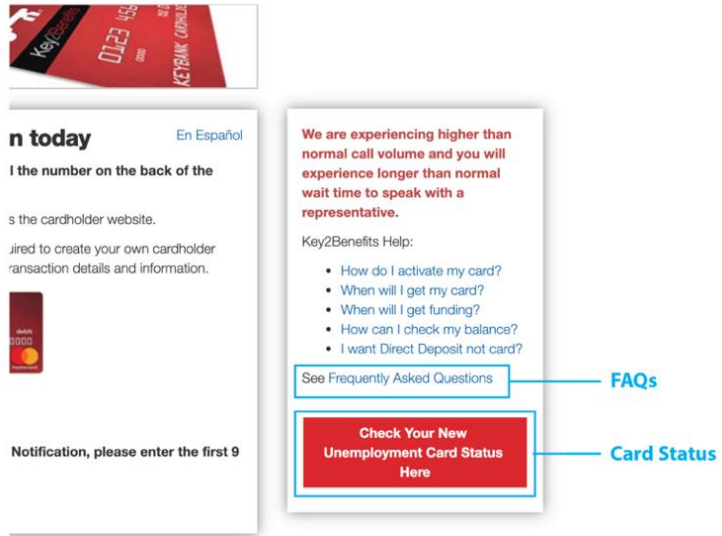 Key2Benefits
0123 456
0000
KEYBANK CARDHOLDER
n today
En Español
l the number on the back of the
s the cardholder website.
uired to create your own cardholder
ransaction details and information.
debit
0000
mastercard
Notification, please enter the first 9
We are experiencing higher than
normal call volume and you will
experience longer than normal
wait time to speak with a
representative.
Key2Benefits Help:
• How do I activate my card?
• When will I get my card?
• When will I get funding?
• How can I check my balance?
• I want Direct Deposit not card?
See Frequently Asked Questions
FAQs
Check Your New
Unemployment Card Status
Here
Card Status